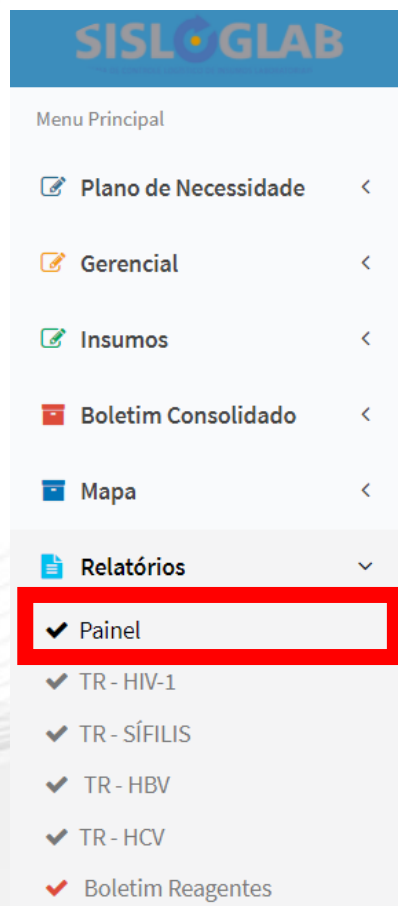 SISLOGLAB
Menu Principal
Plano de Necessidade
Gerencial
Insumos
Boletim Consolidado
Mapa
Relatórios
Painel
TR - HIV-1
TR - SÍFILIS
TR - HBV
TR - HCV
Boletim Reagentes